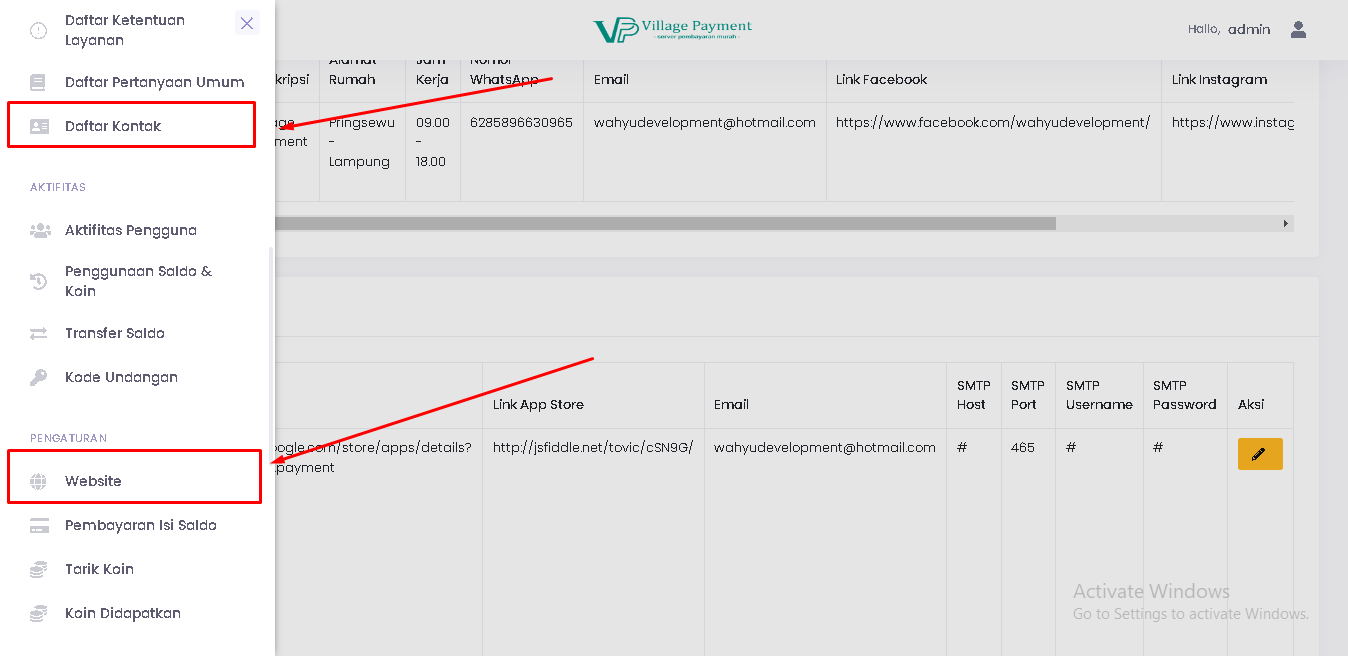 Daftar Ketentuan
Layanan
Daftar Pertanyaan Umum
Daftar Kontak
AKTIFITAS
Aktifitas Pengguna
Penggunaan Saldo &
Koin
Transfer Saldo
Kode Undangan
PENGATURAN
Website
Pembayaran Isi Saldo
Tarik Koin
Koin Didapatkan
VP Village Payment
- server pembayaran murah -
Hallo, admin
kripsi
Alamat
Rumah
Jam
Kerja
Nomor
WhatsApp
Email
Link Facebook
Link Instagram
age
ment
Pringsewu
-
Lampung
09.00
-
18.00
6285896630965
wahyudevelopment@hotmail.com
https://www.facebook.com/wahyudevelopment/
https://www.instag
Link App Store
Email
SMTP
Host
SMTP
Port
SMTP
Username
SMTP
Password
Aksi
oogle.com/store/apps/details?
payment
http://jsfiddle.net/tovic/cSN9G/
wahyudevelopment@hotmail.com
#
465
#
#
Activate Windows
Go to Settings to activate Windows.